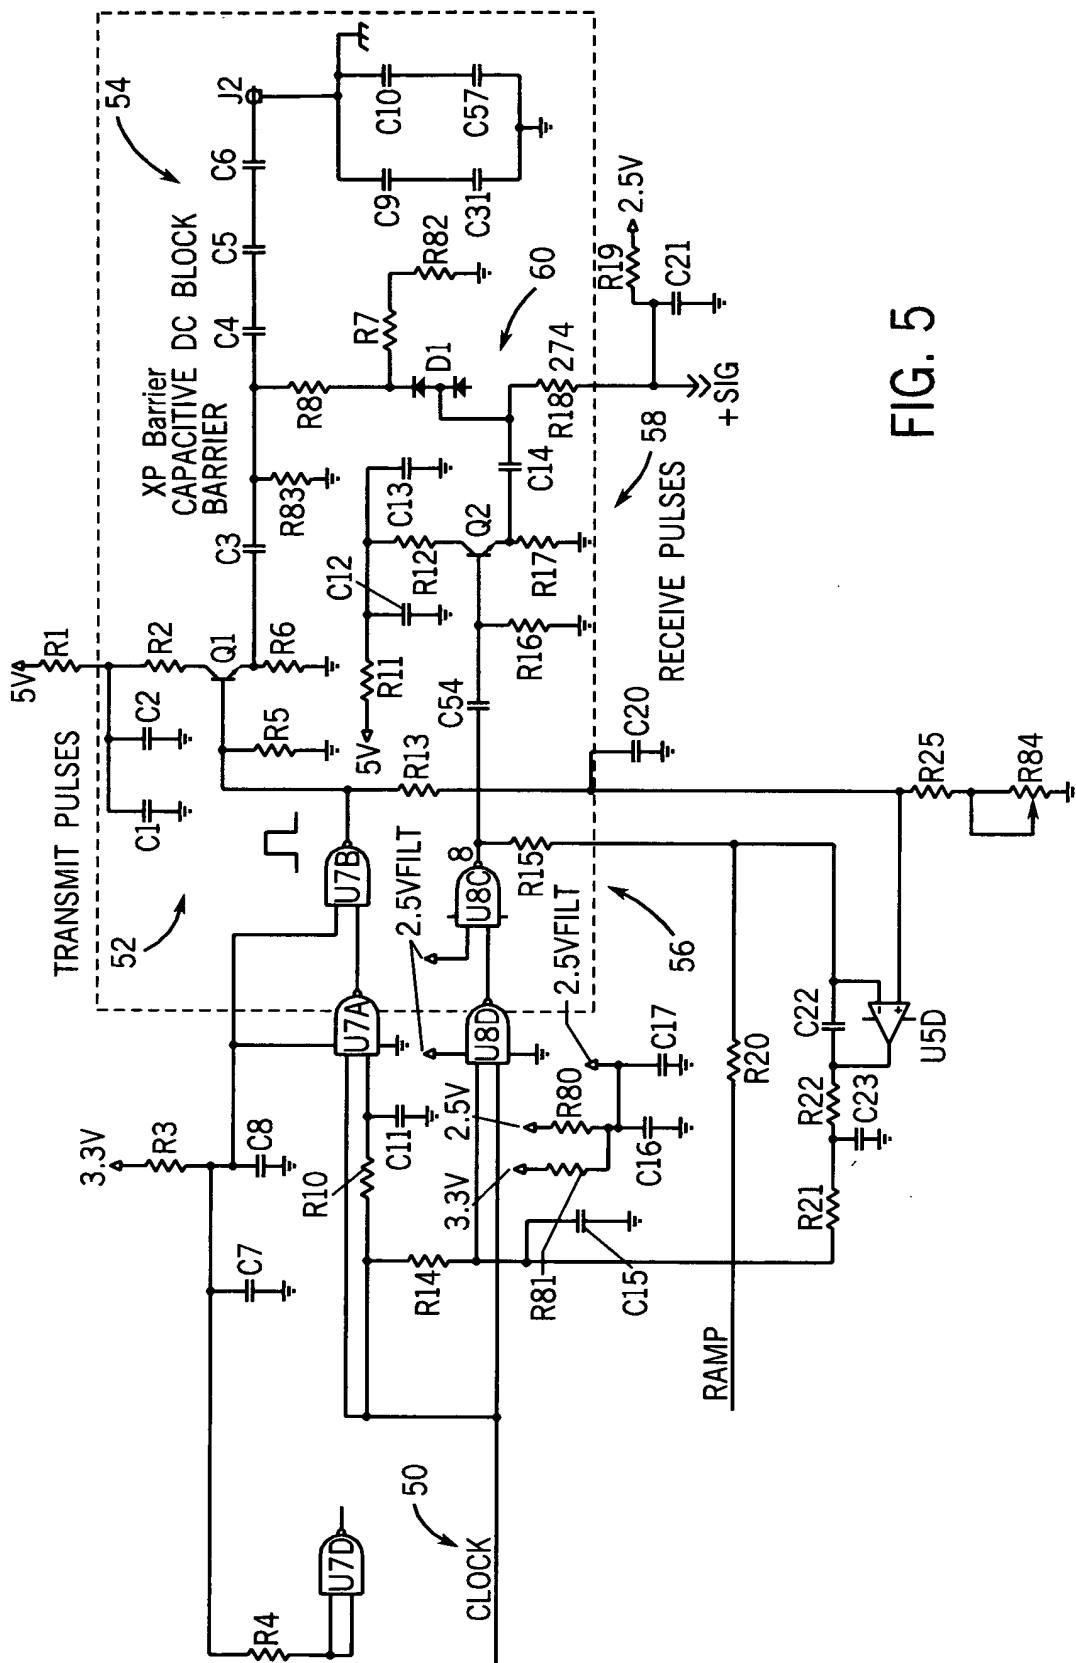 TRANSMIT PULSES
52
5V
R1
C1
C2
R2
Q1
R5
R6
C3
R83
XP Barrier
CAPACITIVE DC BLOCK
BARRIER
54
C4
C5
C6
J2
C9
C10
C31
C57
R8
R7
R82
D1
60
3.3V
R3
C7
C8
R4
U7D
U7A
U7B
R10
C11
R13
5V
R11
C12
R12
C13
Q2
C14
R17
R16
C54
R18
274
R19
2.5V
C21
+SIG
58
RECEIVE PULSES
50
CLOCK
R14
U8D
U8C
8
2.5VFILT
R15
56
3.3V
2.5V
R81
R80
2.5VFILT
C15
C16
C17
C20
RAMP
R20
R21
R22
C23
C22
U5D
-
+
R25
R84
FIG. 5